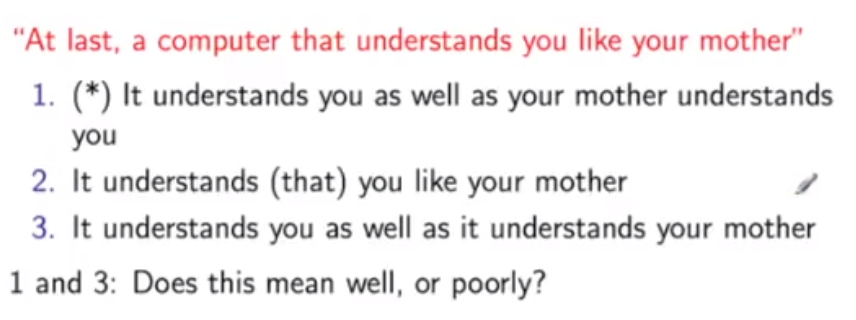 “At last, a computer that understands you like your mother”
1. (*) It understands you as well as your mother understands
you
2. It understands (that) you like your mother
3. It understands you as well as it understands your mother
1 and 3: Does this mean well, or poorly?